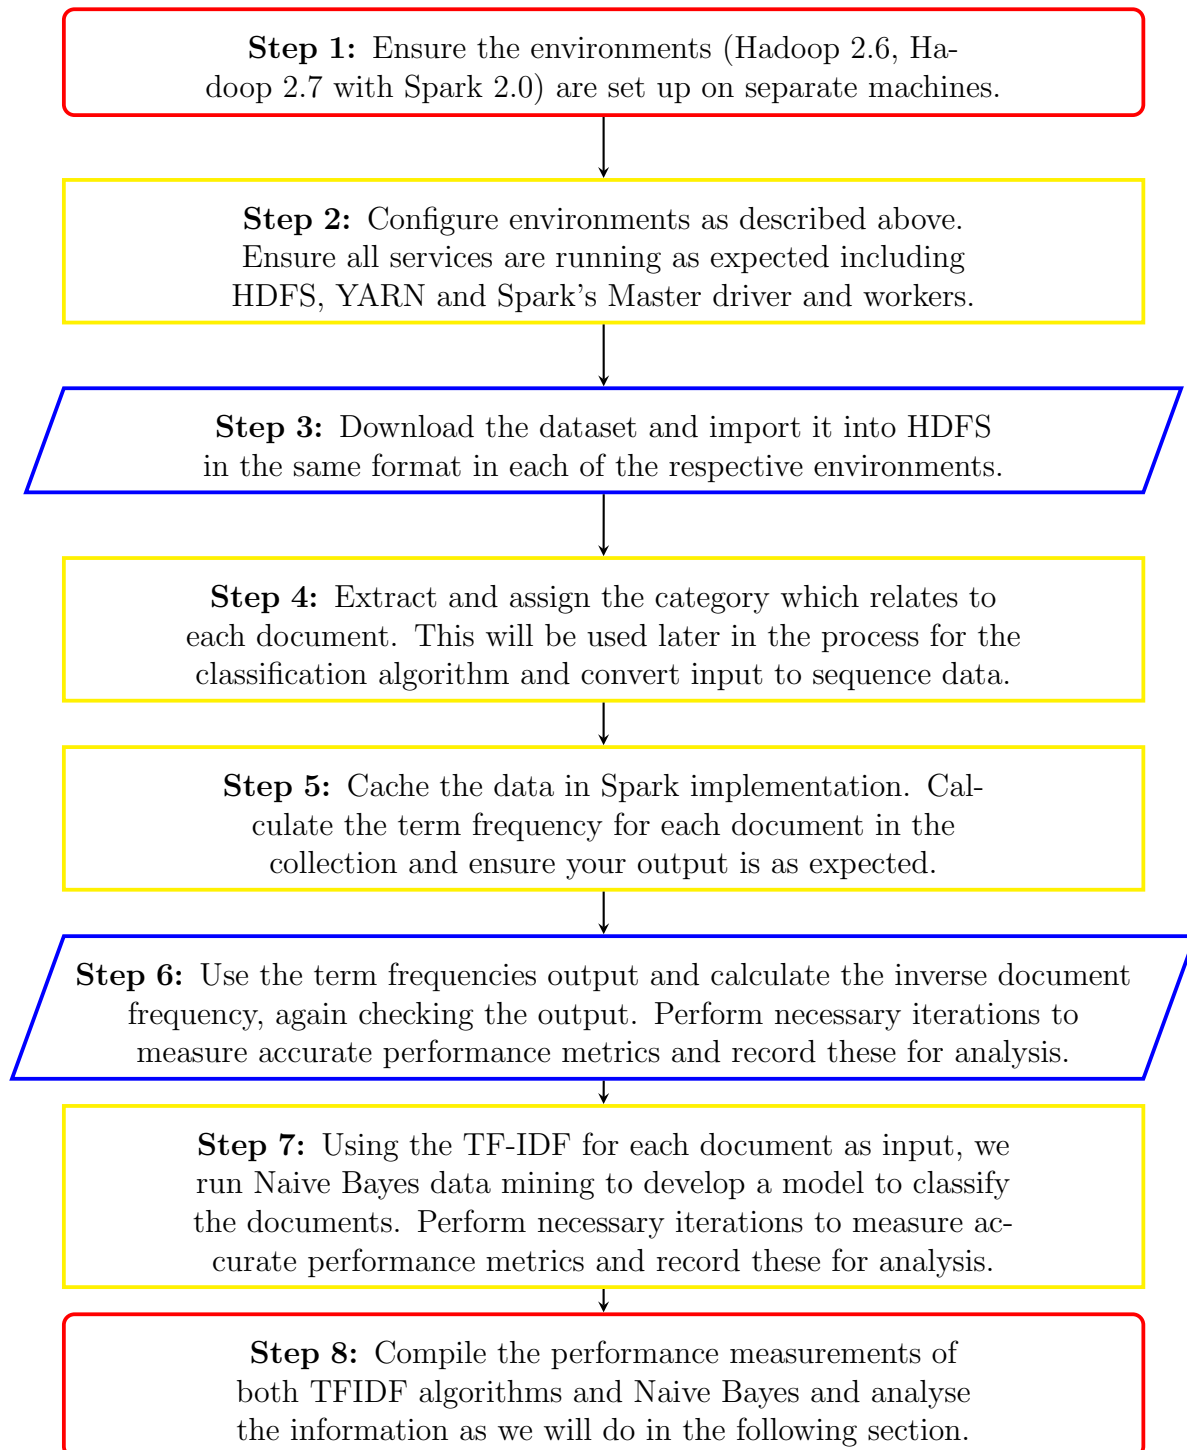 Step 1: Ensure the environments (Hadoop 2.6, Ha-
doop 2.7 with Spark 2.0) are set up on separate machines.
Step 2: Configure environments as described above.
Ensure all services are running as expected including
HDFS, YARN and Spark's Master driver and workers.
Step 3: Download the dataset and import it into HDFS
in the same format in each of the respective environments.
Step 4: Extract and assign the category which relates to
each document. This will be used later in the process for the
classification algorithm and convert input to sequence data.
Step 5: Cache the data in Spark implementation. Cal-
culate the term frequency for each document in the
collection and ensure your output is as expected.
Step 6: Use the term frequencies output and calculate the inverse document
frequency, again checking the output. Perform necessary iterations to
measure accurate performance metrics and record these for analysis.
Step 7: Using the TF-IDF for each document as input, we
run Naive Bayes data mining to develop a model to classify
the documents. Perform necessary iterations to measure ac-
curate performance metrics and record these for analysis.
Step 8: Compile the performance measurements of
both TFIDF algorithms and Naive Bayes and analyse
the information as we will do in the following section.